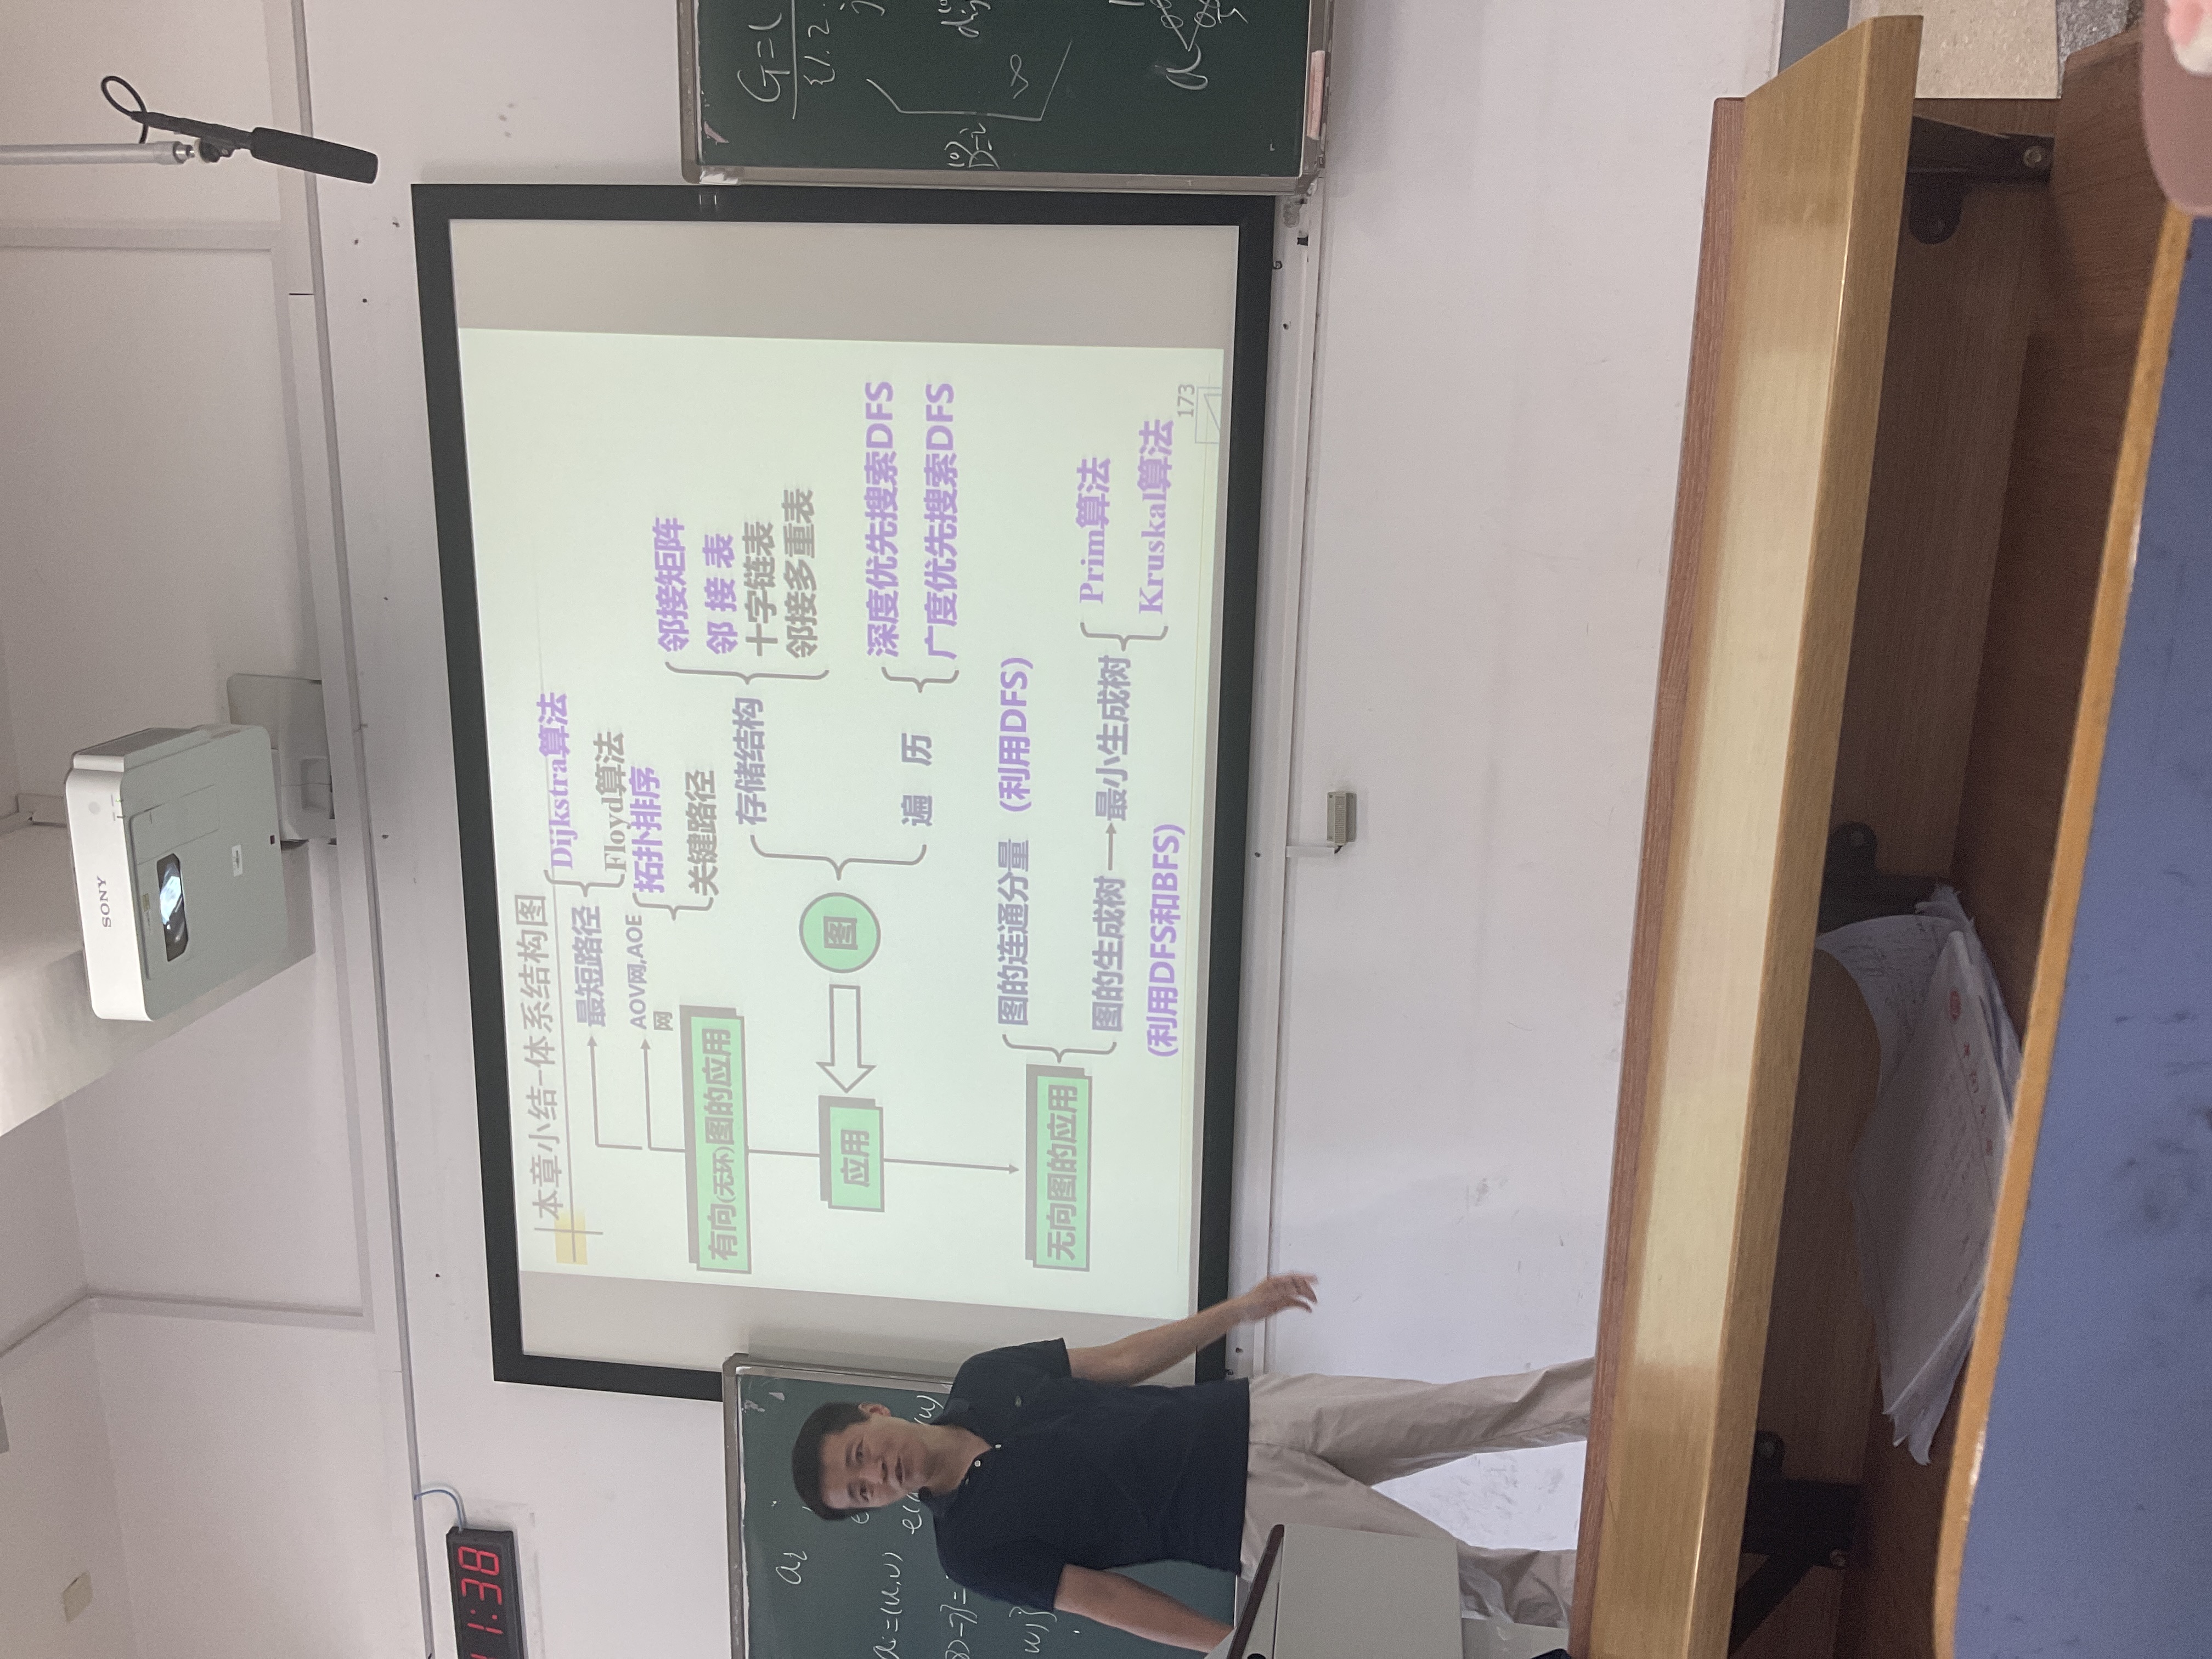 SONY
11:38
本章小结-体系结构图
最短路径
Dijkstra算法
Floyd算法
AOV网,AOE
网
拓扑排序
关键路径
有向(无环)图的应用
存储结构
邻接矩阵
邻 接 表
十字链表
邻接多重表
应用
图
遍 历
深度优先搜索DFS
广度优先搜索DFS
无向图的应用
图的连通分量 (利用DFS)
图的生成树
最小生成树
(利用DFS和BFS)
Prim算法
Kruskal算法
173
ai =(u,v)
G=(
{1.2.
∞